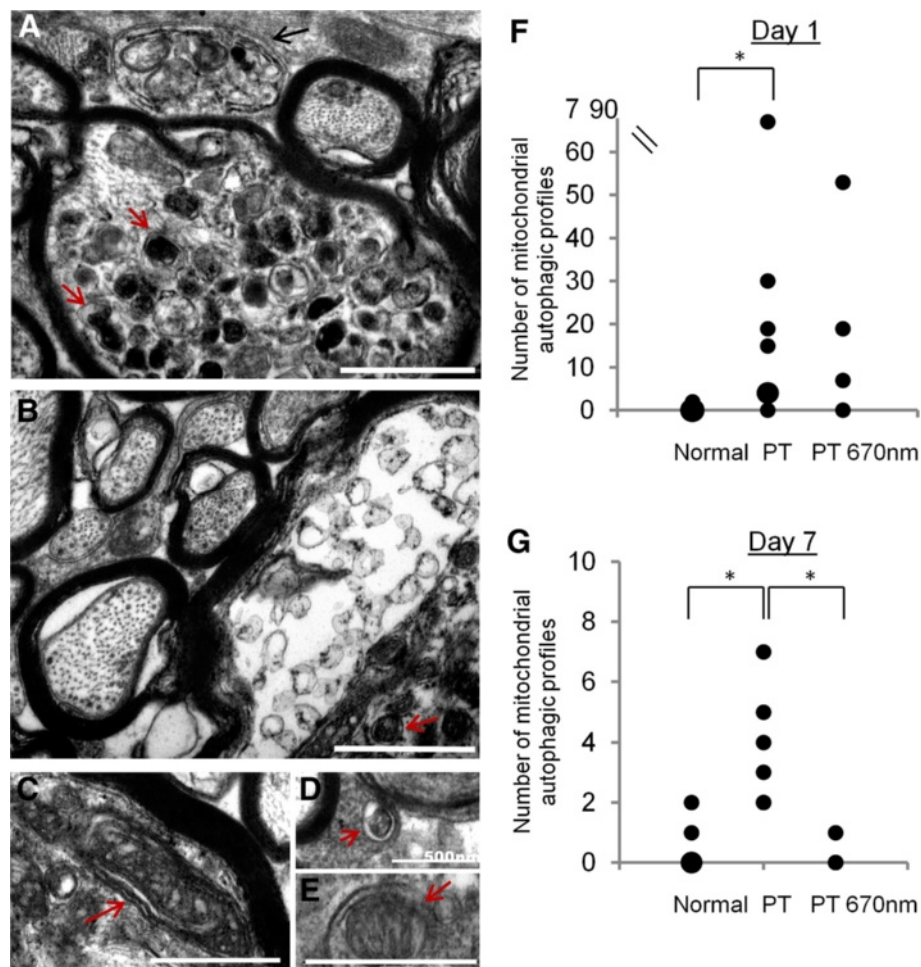 A
B
C
D
500nm
E
F
Day 1
*
Number of mitochondrial
autophagic profiles
7 90
60
50
40
30
20
10
0
Normal PT PT 670nm
G
Day 7
* *
Number of mitochondrial
autophagic profiles
10
8
6
4
2
0
Normal PT PT 670nm